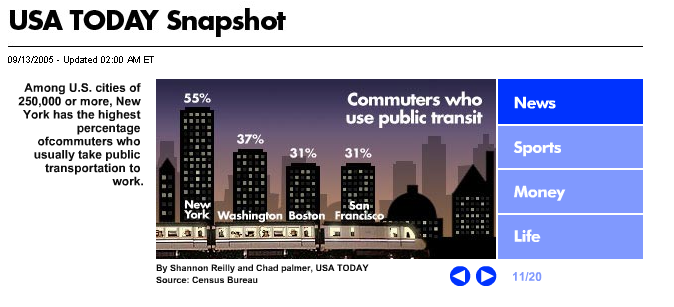 USA TODAY Snapshot
09/13/2005 - Updated 02:00 AM ET
Among U.S. cities of
250,000 or more, New
York has the highest
percentage
ofcommuters who
usually take public
transportation to
work.
Commuters who
use public transit
55%
37%
31%
31%
New
York
Washington
Boston
San
Francisco
By Shannon Reilly and Chad palmer, USA TODAY
Source: Census Bureau
News
Sports
Money
Life
11/20